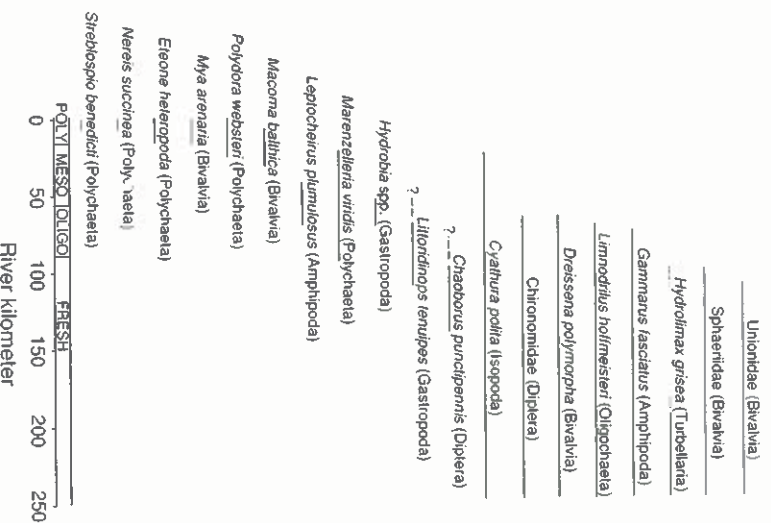 Unionidae (Bivalvia)
Sphaeriidae (Bivalvia)
Hydrolimax grisea (Turbellaria)
Gammarus fasciatus (Amphipoda)
Limnodrilus hoffmeisteri (Oligochaeta)
Dreissena polymorpha (Bivalvia)
Chironomidae (Diptera)
Cyathura polita (Isopoda)
Chaoborus punctipennis (Diptera)
?
Littoridinops tenuipes (Gastropoda)
?
Hydrobia spp. (Gastropoda)
Marenzelleria viridis (Polychaeta)
Leptocheirus plumulosus (Amphipoda)
Macoma balthica (Bivalvia)
Polydora websteri (Polychaeta)
Mya arenaria (Bivalvia)
Eteone heteropoda (Polychaeta)
Nereis succinea
Streblospio benedicti (Polychaeta)
POLY MESO OLIGO FRESH
0 50 100 150 200 250
River kilometer